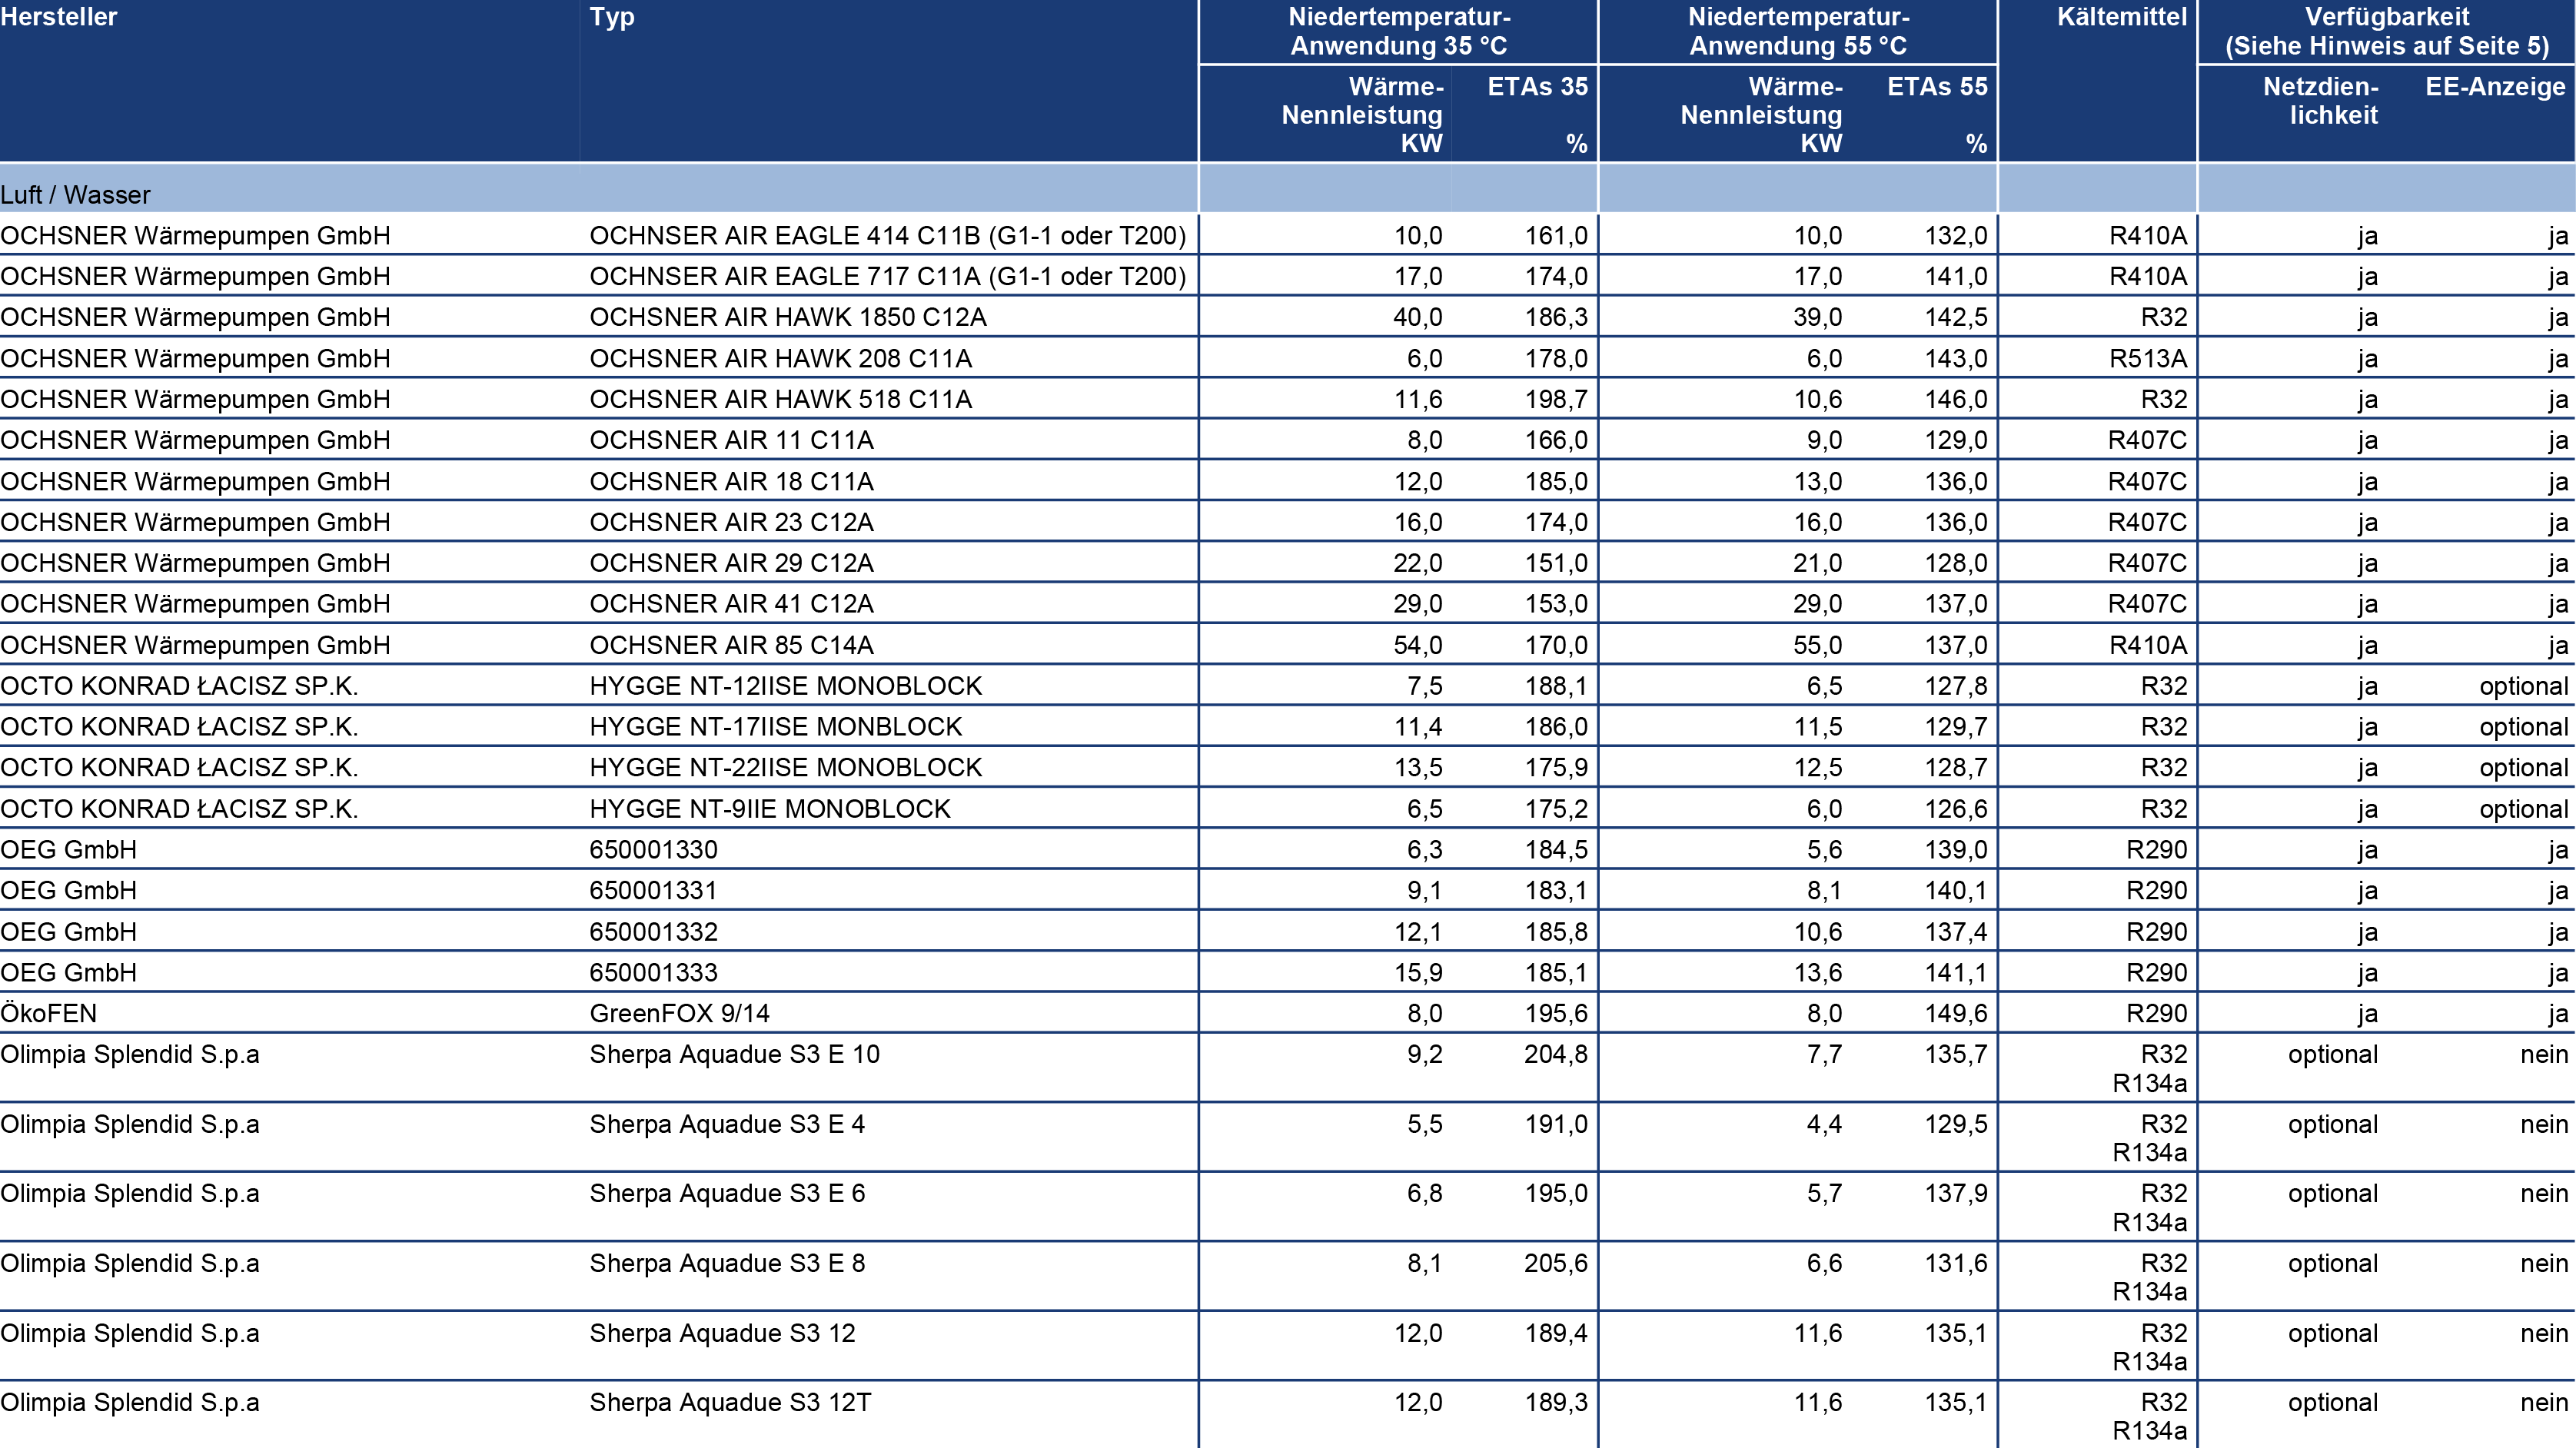 Hersteller Typ Niedertemperatur- Niedertemperatur- Kältemittel Verfügbarkeit
Anwendung 35 °C Anwendung 55 °C (Siehe Hinweis auf Seite 5)
Wärme- ETAs 35 Wärme- ETAs 55 Netzdien- EE-Anzeige
Nennleistung Nennleistung lichkeit
KW % KW %
Luft / Wasser
OCHSNER Wärmepumpen GmbH OCHNSER AIR EAGLE 414 C11B (G1-1 oder T200) 10,0 161,0 10,0 132,0 R410A ja ja
OCHSNER Wärmepumpen GmbH OCHNSER AIR EAGLE 717 C11A (G1-1 oder T200) 17,0 174,0 17,0 141,0 R410A ja ja
OCHSNER Wärmepumpen GmbH OCHSNER AIR HAWK 1850 C12A 40,0 186,3 39,0 142,5 R32 ja ja
OCHSNER Wärmepumpen GmbH OCHSNER AIR HAWK 208 C11A 6,0 178,0 6,0 143,0 R513A ja ja
OCHSNER Wärmepumpen GmbH OCHSNER AIR HAWK 518 C11A 11,6 198,7 10,6 146,0 R32 ja ja
OCHSNER Wärmepumpen GmbH OCHSNER AIR 11 C11A 8,0 166,0 9,0 129,0 R407C ja ja
OCHSNER Wärmepumpen GmbH OCHSNER AIR 18 C11A 12,0 185,0 13,0 136,0 R407C ja ja
OCHSNER Wärmepumpen GmbH OCHSNER AIR 23 C12A 16,0 174,0 16,0 136,0 R407C ja ja
OCHSNER Wärmepumpen GmbH OCHSNER AIR 29 C12A 22,0 151,0 21,0 128,0 R407C ja ja
OCHSNER Wärmepumpen GmbH OCHSNER AIR 41 C12A 29,0 153,0 29,0 137,0 R407C ja ja
OCHSNER Wärmepumpen GmbH OCHSNER AIR 85 C14A 54,0 170,0 55,0 137,0 R410A ja ja
OCTO KONRAD ŁACISZ SP.K. HYGGE NT-12IISE MONOBLOCK 7,5 188,1 6,5 127,8 R32 ja optional
OCTO KONRAD ŁACISZ SP.K. HYGGE NT-17IISE MONBLOCK 11,4 186,0 11,5 129,7 R32 ja optional
OCTO KONRAD ŁACISZ SP.K. HYGGE NT-22IISE MONOBLOCK 13,5 175,9 12,5 128,7 R32 ja optional
OCTO KONRAD ŁACISZ SP.K. HYGGE NT-9IIE MONOBLOCK 6,5 175,2 6,0 126,6 R32 ja optional
OEG GmbH 650001330 6,3 184,5 5,6 139,0 R290 ja ja
OEG GmbH 650001331 9,1 183,1 8,1 140,1 R290 ja ja
OEG GmbH 650001332 12,1 185,8 10,6 137,4 R290 ja ja
OEG GmbH 650001333 15,9 185,1 13,6 141,1 R290 ja ja
ÖkoFEN GreenFOX 9/14 8,0 195,6 8,0 149,6 R290 ja ja
Olimpia Splendid S.p.a Sherpa Aquadue S3 E 10 9,2 204,8 7,7 135,7 R32 optional nein
R134a
Olimpia Splendid S.p.a Sherpa Aquadue S3 E 4 5,5 191,0 4,4 129,5 R32 optional nein
R134a
Olimpia Splendid S.p.a Sherpa Aquadue S3 E 6 6,8 195,0 5,7 137,9 R32 optional nein
R134a
Olimpia Splendid S.p.a Sherpa Aquadue S3 E 8 8,1 205,6 6,6 131,6 R32 optional nein
R134a
Olimpia Splendid S.p.a Sherpa Aquadue S3 12 12,0 189,4 11,6 135,1 R32 optional nein
R134a
Olimpia Splendid S.p.a Sherpa Aquadue S3 12T 12,0 189,3 11,6 135,1 R32 optional nein
R134a